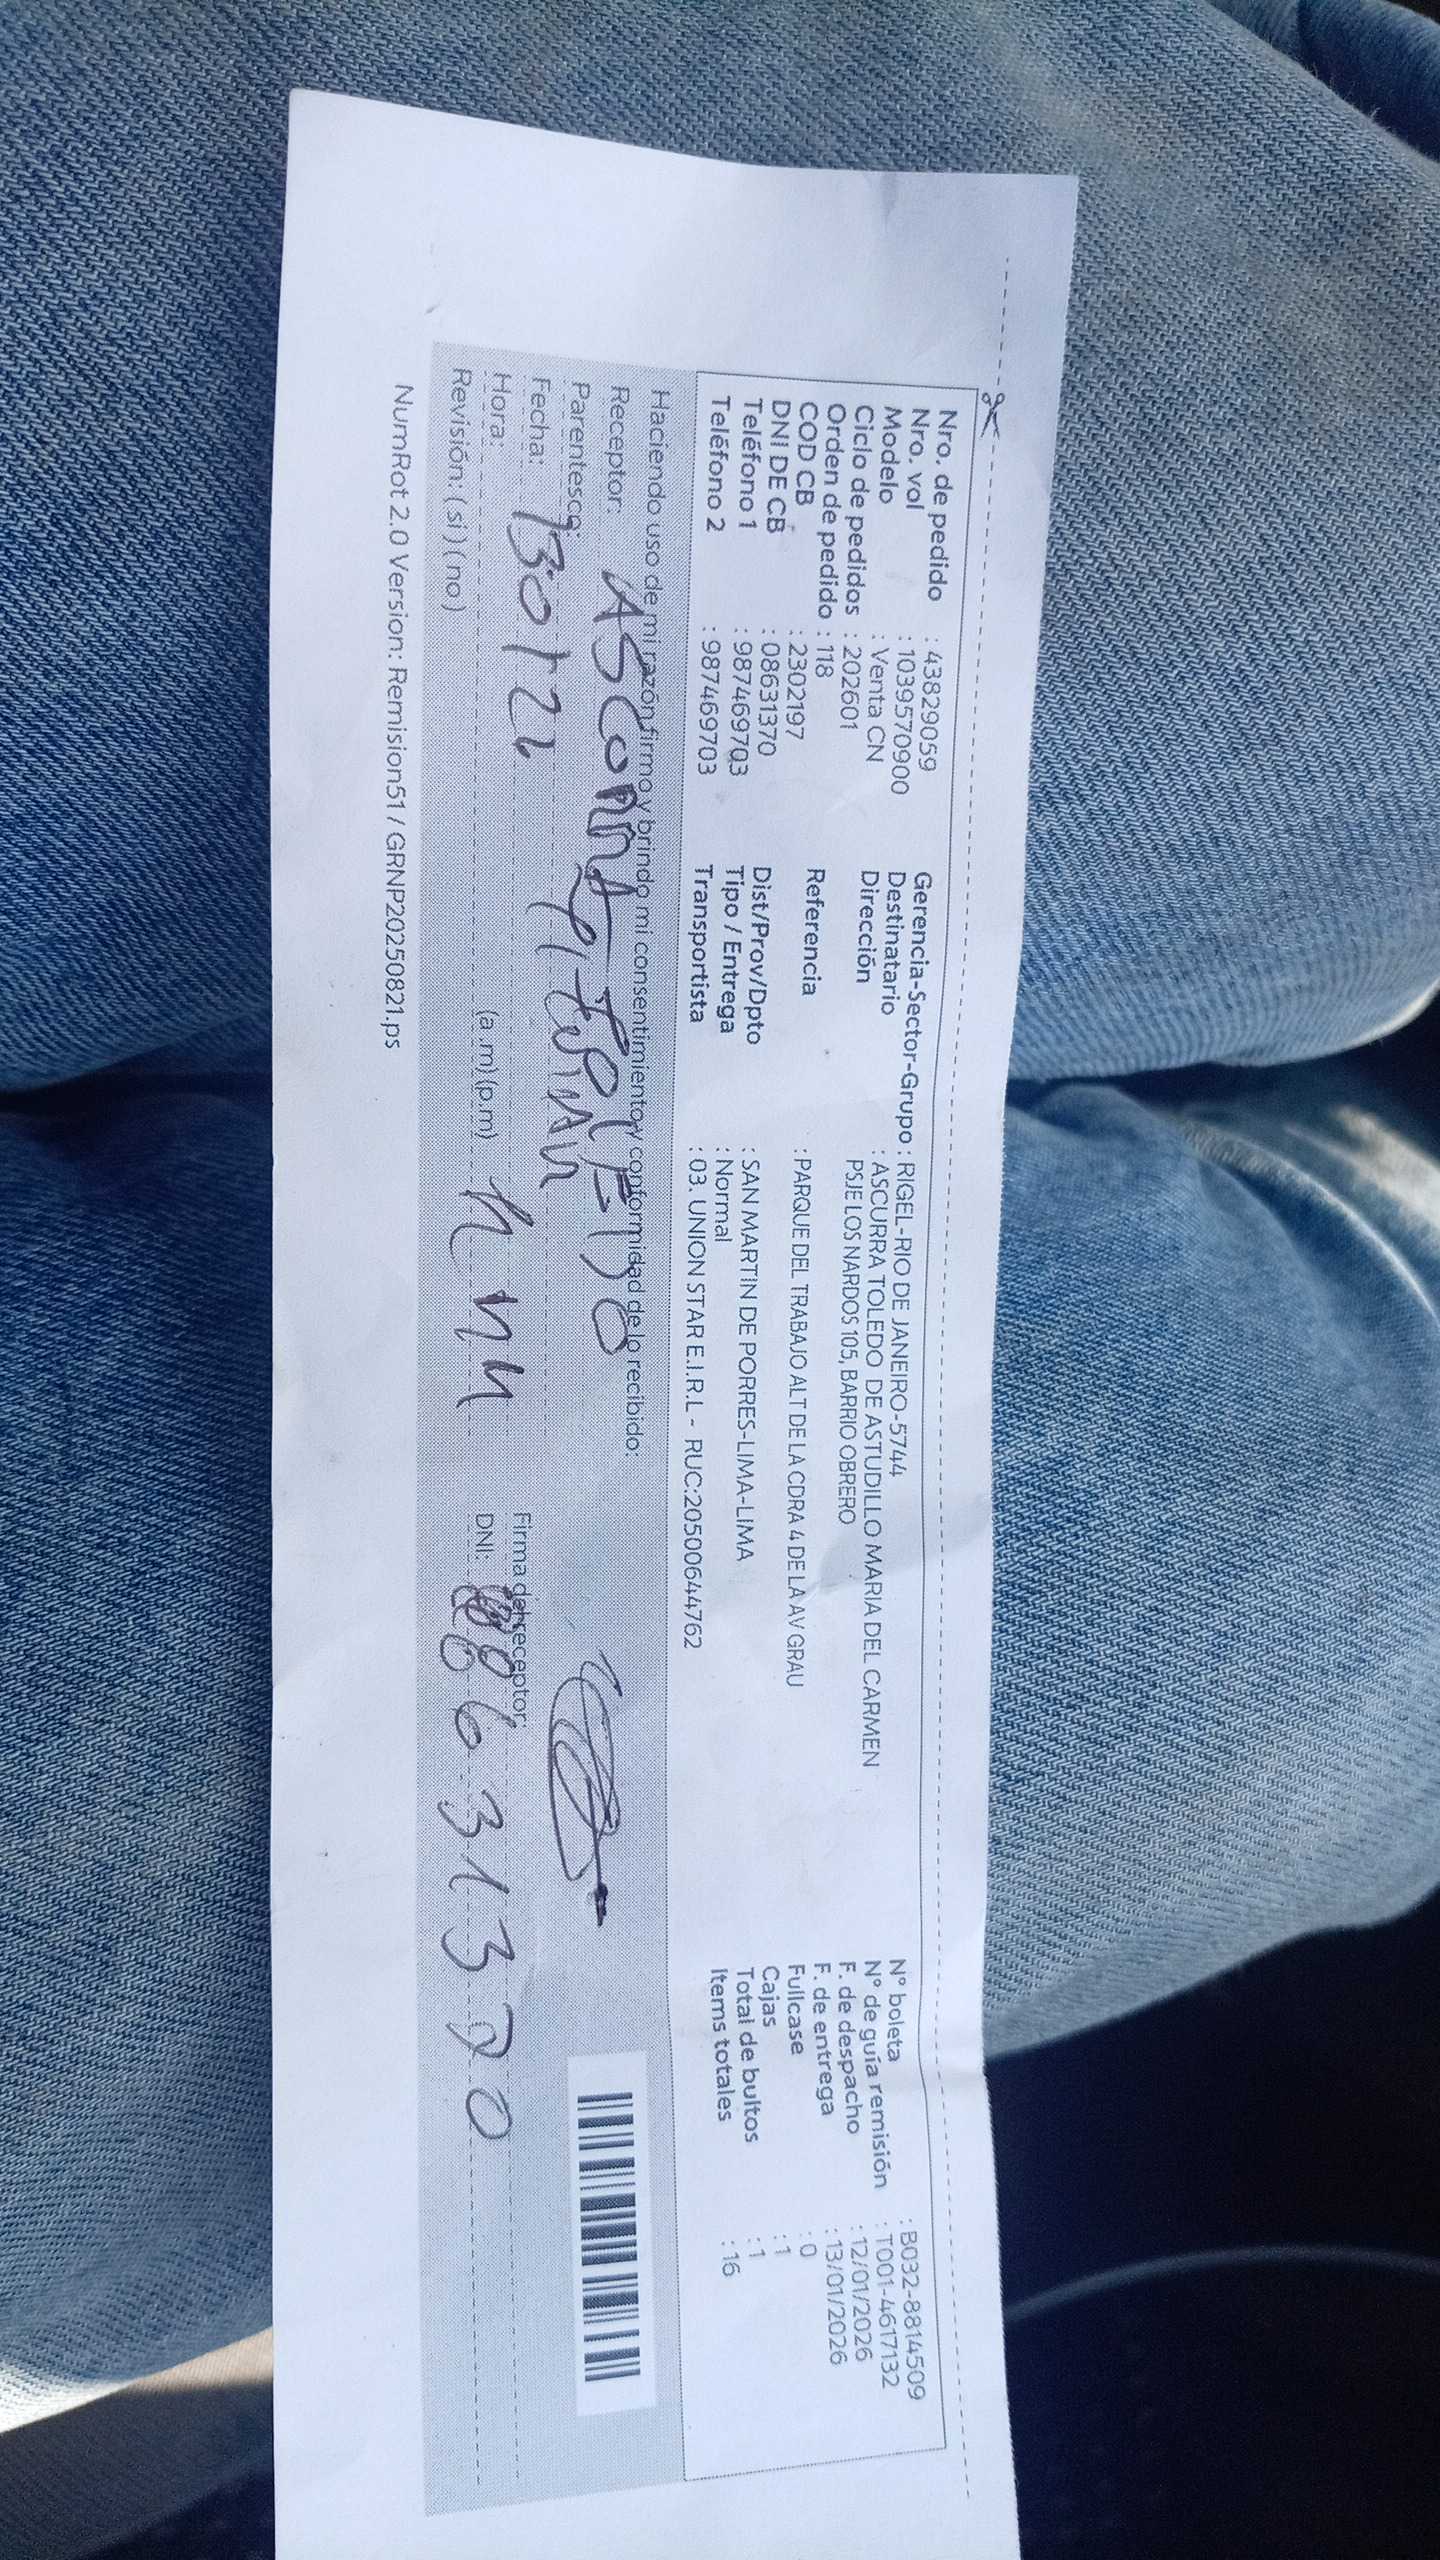 Nro. de pedido : 43829059
Nro. vol : 1039570900
Modelo : Venta CN
Ciclo de pedidos : 202601
Orden de pedido : 118
COD CB : 2302197
DNI DE CB : 08631370
Teléfono 1 : 987469703
Teléfono 2 : 987469703
Gerencia-Sector-Grupo : RIGEL-RIO DE JANEIRO-5744
Destinatario : ASCURRA TOLEDO DE ASTUDILLO MARIA DEL CARMEN
Dirección PSJE LOS NARDOS 105, BARRIO OBRERO
Referencia : PARQUE DEL TRABAJO ALT DE LA CDRA 4 DE LA AV GRAU
Dist/Prov/Dpto : SAN MARTIN DE PORRES-LIMA-LIMA
Tipo / Entrega : Normal
Transportista : 03. UNION STAR E.I.R.L - RUC:20500644762
N° boleta : B032-8814509
N° de guía remisión : T001-4617132
F. de despacho : 12/01/2026
F. de entrega : 13/01/2026
Fullcase : 0
Cajas : 1
Total de bultos : 1
Items totales : 16
Haciendo uso de mi razón firmo y brindo mi consentimiento y conformidad de lo recibido:
Receptor:
Parentesco:
Fecha:
Hora: (a.m)(p.m)
Revisión: (si) (no)
Firma del receptor:
DNI: 08631370
NumRot 2.0 Version: Remision51 / GRNP20250821.ps